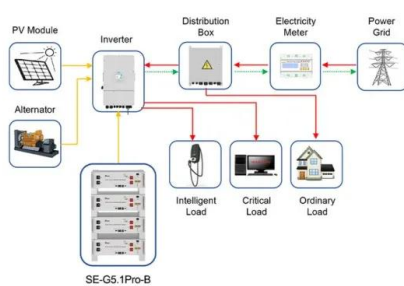 PV Module
Inverter
Distribution
Box
Electricity
Meter
Power
Grid
Alternator
Intelligent
Load
Critical
Load
Ordinary
Load
SE-G5.1Pro-B